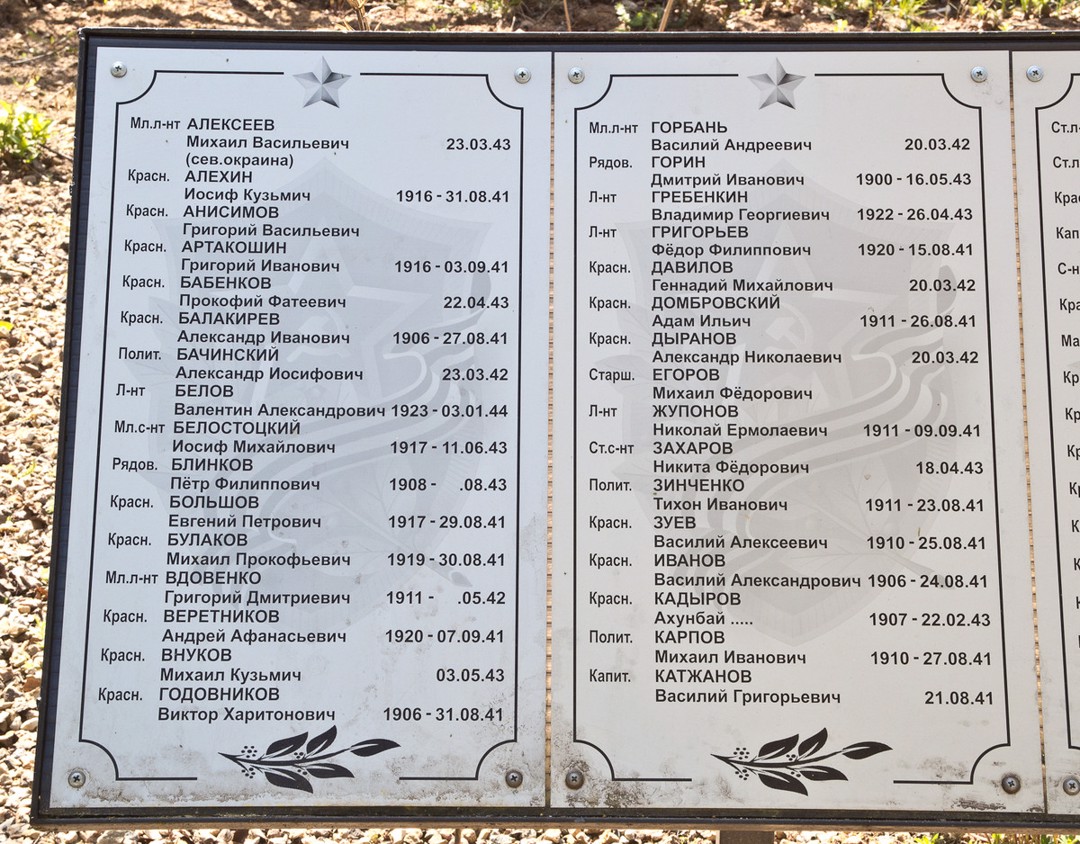 Мл.л-нт АЛЕКСЕЕВ
Михаил Васильевич 23.03.43
(сев.окраина)
Красн. АЛЕХИН
Иосиф Кузьмич 1916 - 31.08.41
Красн. АНИСИМОВ
Григорий Васильевич
Красн. АРТАКОШИН
Григорий Иванович 1916 - 03.09.41
Красн. БАБЕНКОВ
Прокофий Фатеевич 22.04.43
Красн. БАЛАКИРЕВ
Александр Иванович 1906 - 27.08.41
Полит. БАЧИНСКИЙ
Александр Иосифович 23.03.42
Л-нт БЕЛОВ
Валентин Александрович 1923 - 03.01.44
Мл.с-нт БЕЛОСТОЦКИЙ
Иосиф Михайлович 1917 - 11.06.43
Рядов. БЛИНКОВ
Пётр Филиппович 1908 - .08.43
Красн. БОЛЬШОВ
Евгений Петрович 1917 - 29.08.41
Красн. БУЛАКОВ
Михаил Прокофьевич 1919 - 30.08.41
Мл.л-нт ВДОВЕНКО
Григорий Дмитриевич 1911 - .05.42
Красн. ВЕРЕТНИКОВ
Андрей Афанасьевич 1920 - 07.09.41
Красн. ВНУКОВ
Михаил Кузьмич 03.05.43
Красн. ГОДОВНИКОВ
Виктор Харитонович 1906 - 31.08.41
Мл.л-нт ГОРБАНЬ
Василий Андреевич 20.03.42
Рядов. ГОРИН
Дмитрий Иванович 1900 - 16.05.43
Л-нт ГРЕБЕНКИН
Владимир Георгиевич 1922 - 26.04.43
Л-нт ГРИГОРЬЕВ
Фёдор Филиппович 1920 - 15.08.41
Красн. ДАВИЛОВ
Геннадий Михайлович 20.03.42
Красн. ДОМБРОВСКИЙ
Адам Ильич 1911 - 26.08.41
Красн. ДЫРАНОВ
Александр Николаевич 20.03.42
Старш. ЕГОРОВ
Михаил Фёдорович
Л-нт ЖУПОНОВ
Николай Ермолаевич 1911 - 09.09.41
Ст.с-нт ЗАХАРОВ
Никита Фёдорович 18.04.43
Полит. ЗИНЧЕНКО
Тихон Иванович 1911 - 23.08.41
Красн. ЗУЕВ
Василий Алексеевич 1910 - 25.08.41
Красн. ИВАНОВ
Василий Александрович 1906 - 24.08.41
Красн. КАДЫРОВ
Ахунбай ..... 1907 - 22.02.43
Полит. КАРПОВ
Михаил Иванович 1910 - 27.08.41
Капит. КАТЖАНОВ
Василий Григорьевич 21.08.41